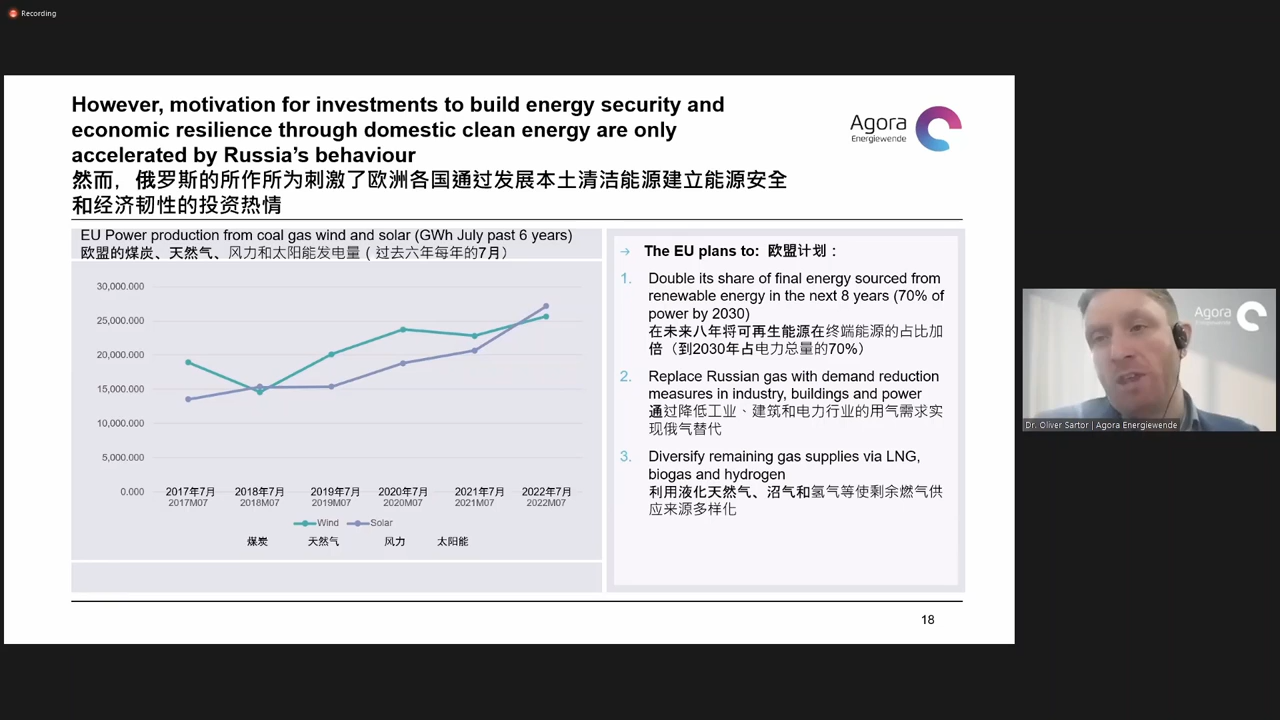 Recording
However, motivation for investments to build energy security and
economic resilience through domestic clean energy are only
accelerated by Russia's behaviour
然而，俄罗斯的所作所为刺激了欧洲各国通过发展本土清洁能源建立能源安全
和经济韧性的投资热情
Agora
Energiewende
EU Power production from coal gas wind and solar (GWh July past 6 years)
欧盟的煤炭、天然气、风力和太阳能发电量（过去六年每年的7月）
30,000.000
25,000.000
20,000.000
15,000.000
10,000.000
5,000.000
0.000
2017年7月 2018年7月 2019年7月 2020年7月 2021年7月 2022年7月
2017M07 2018M07 2019M07 2020M07 2021M07 2022M07
Wind Solar
煤炭 天然气 风力 太阳能
→ The EU plans to: 欧盟计划：
1. Double its share of final energy sourced from
renewable energy in the next 8 years (70% of
power by 2030)
在未来八年将可再生能源在终端能源的占比加
倍（到2030年占电力总量的70%）
2. Replace Russian gas with demand reduction
measures in industry, buildings and power
通过降低工业、建筑和电力行业的用气需求实
现俄气替代
3. Diversify remaining gas supplies via LNG,
biogas and hydrogen
利用液化天然气、沼气和氢气等使剩余燃气供
应来源多样化
18
Agora
Energiewende
Dr. Oliver Sartor | Agora Energiewende